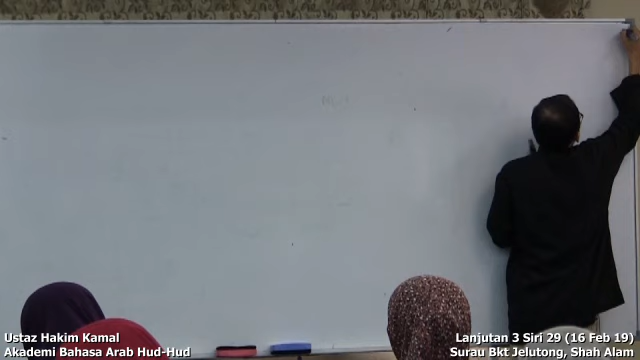 Ustaz Hakim Kamal
Akademi Bahasa Arab Hud-Hud
Lanjutan 3 Siri 29 (16 Feb 19)
Surau Bkt Jelutong, Shah Alam